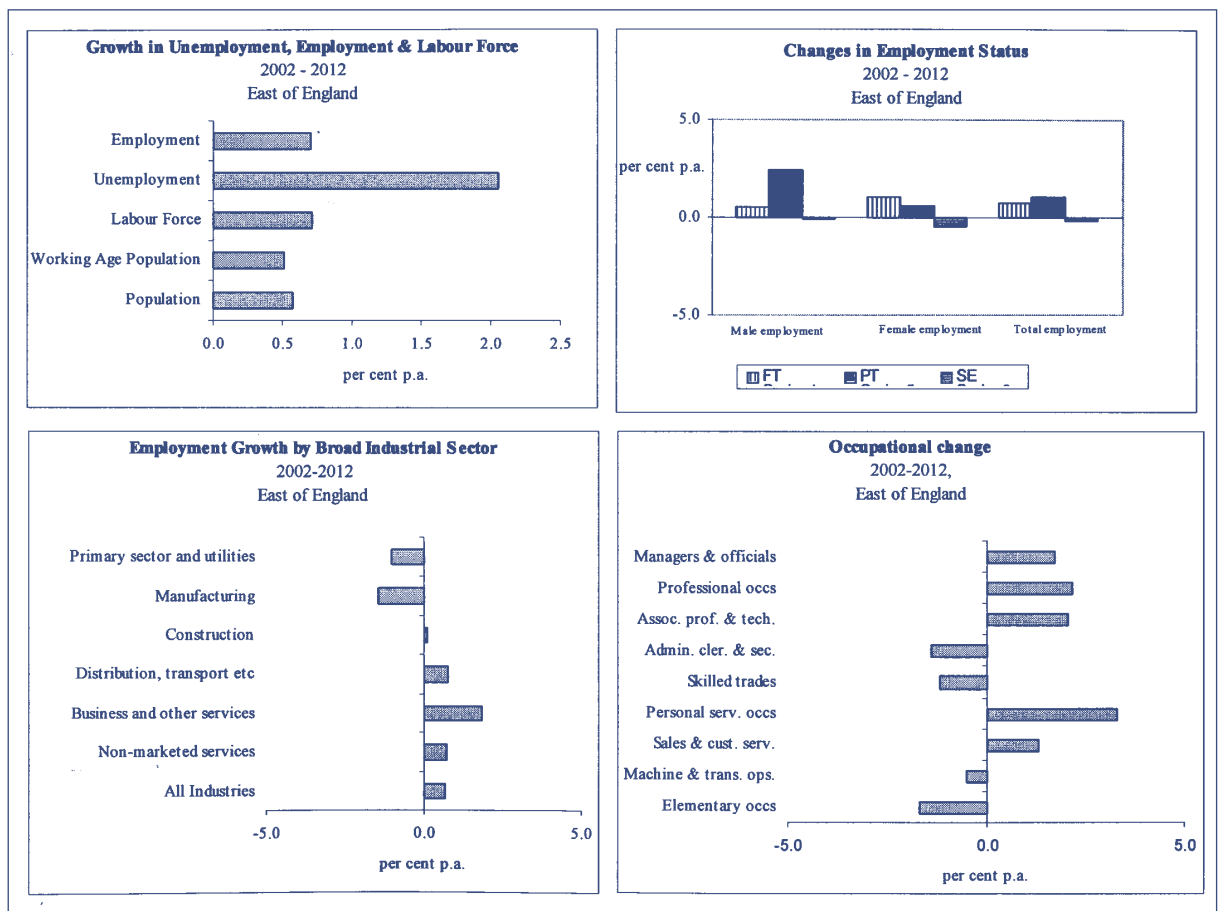 Growth in Unemployment, Employment & Labour Force
2002 - 2012
East of England
Employment
Unemployment
Labour Force
Working Age Population
Population
0.0 0.5 1.0 1.5 2.0 2.5
per cent p.a.
Changes in Employment Status
2002 - 2012
East of England
5.0
per cent p.a.
0.0
-5.0
Male employment Female employment Total employment
FT PT SE
Employment Growth by Broad Industrial Sector
2002-2012
East of England
Primary sector and utilities
Manufacturing
Construction
Distribution, transport etc
Business and other services
Non-marketed services
All Industries
-5.0 0.0 5.0
per cent p.a.
Occupational change
2002-2012,
East of England
Managers & officials
Professional occs
Assoc. prof. & tech.
Admin. cler. & sec.
Skilled trades
Personal serv. occs
Sales & cust. serv.
Machine & trans. ops.
Elementary occs
-5.0 0.0 5.0
per cent p.a.